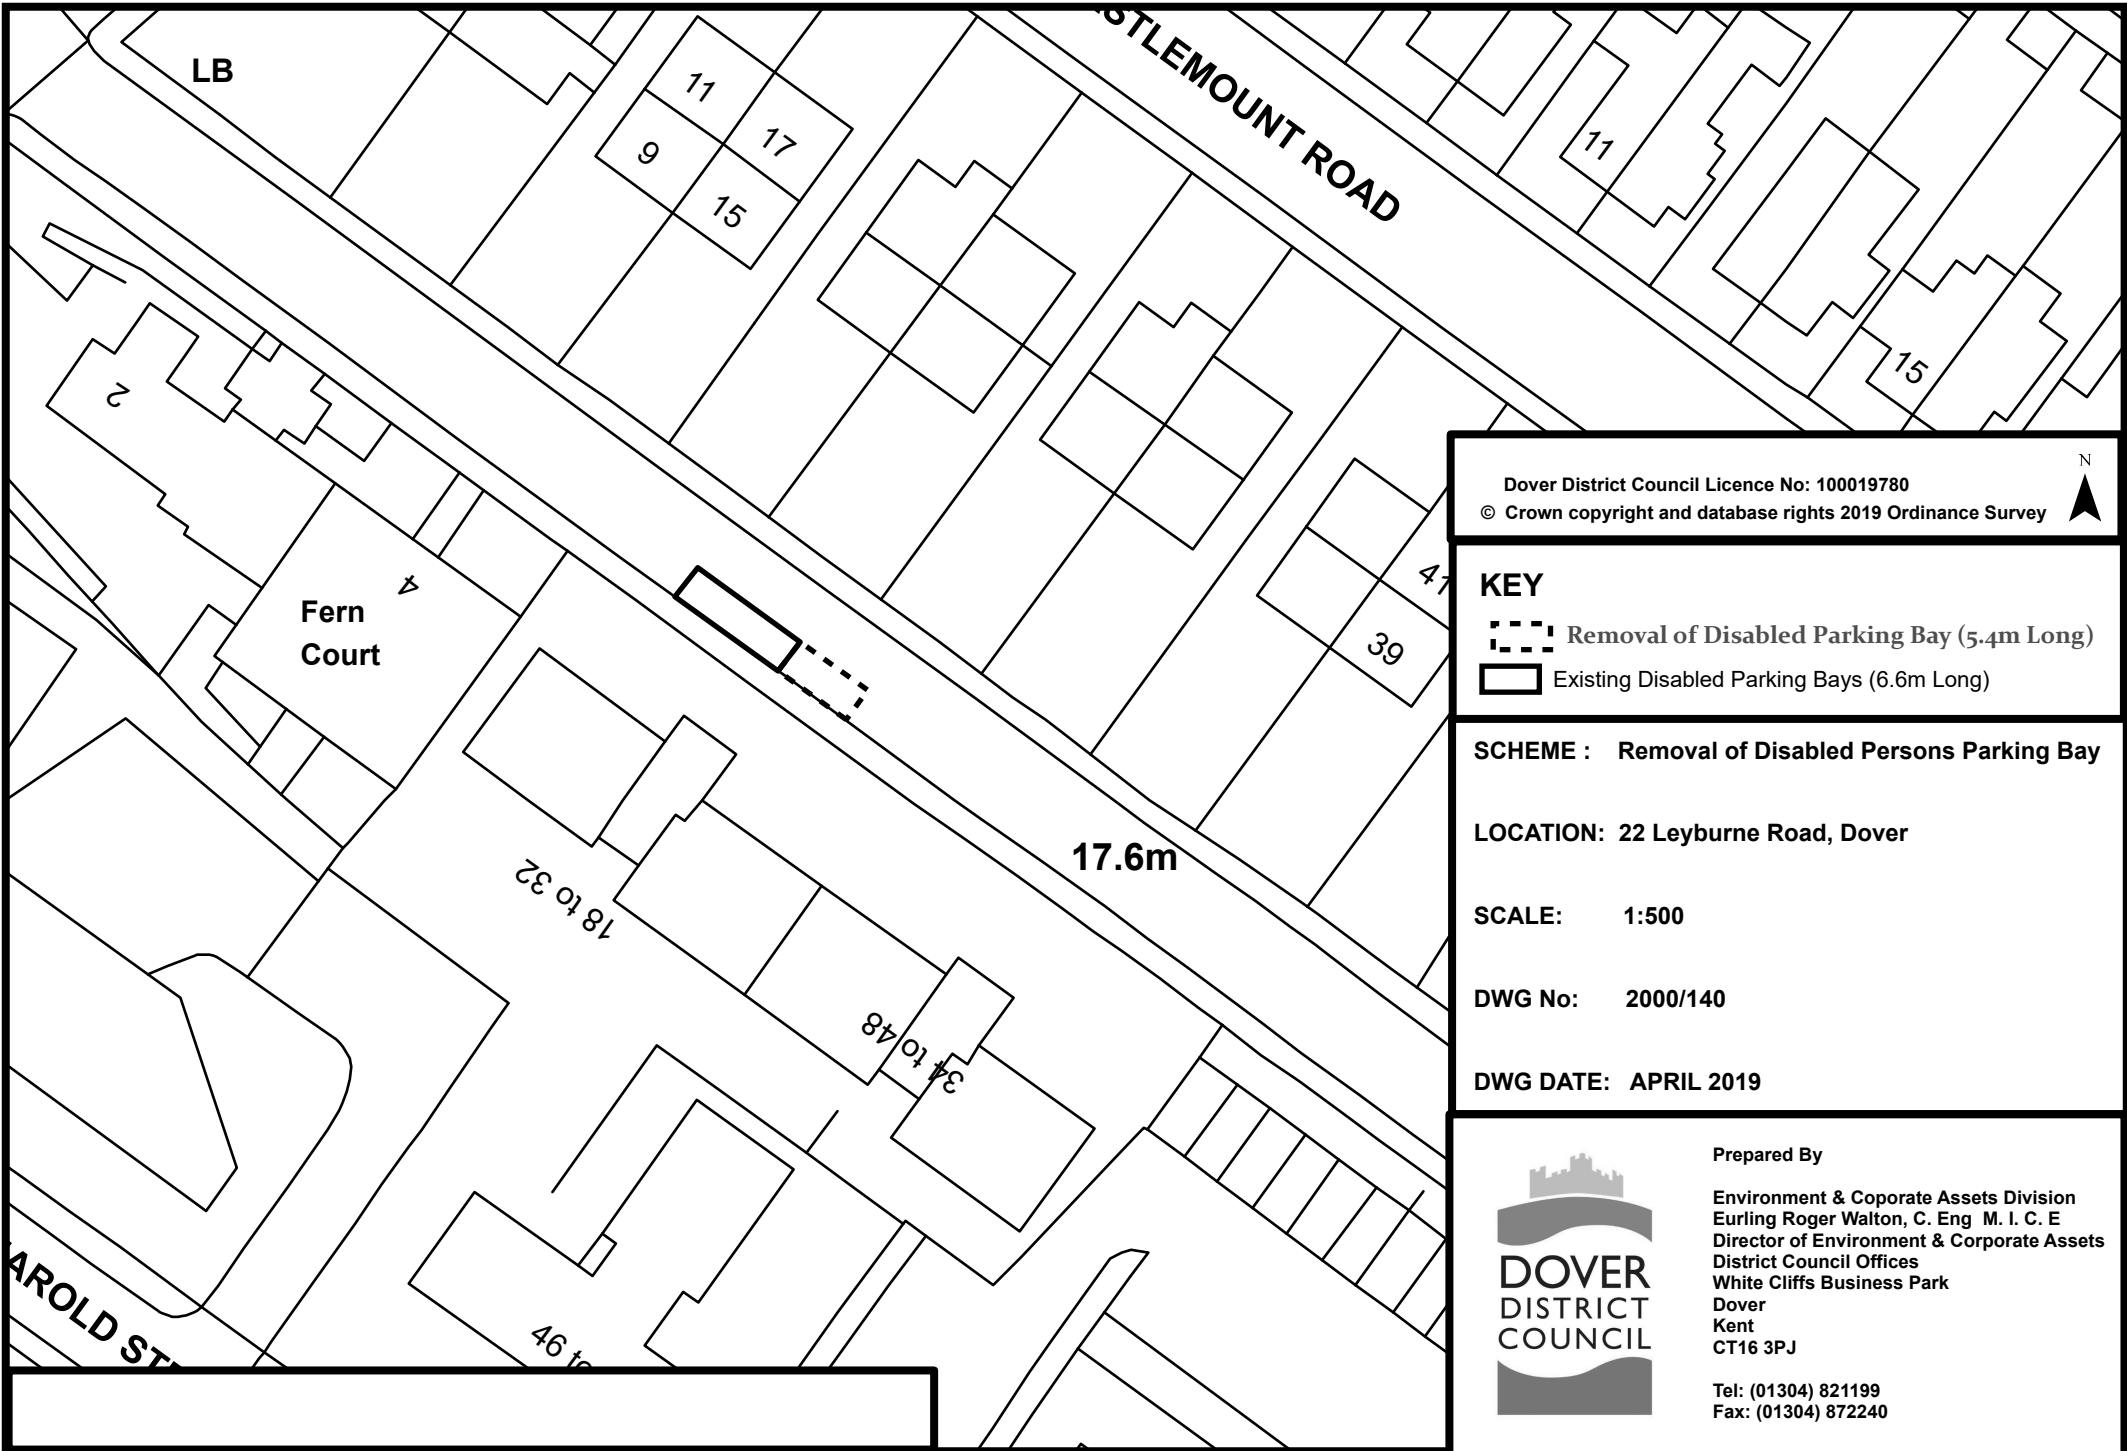 STLEMOUNT ROAD
LB
11
17
9
15
11
15
2
4
Fern
Court
41
39
18 to 32
17.6m
34 to 48
46 to
AROLD ST
N
Dover District Council Licence No: 100019780
© Crown copyright and database rights 2019 Ordinance Survey
KEY
Removal of Disabled Parking Bay (5.4m Long)
Existing Disabled Parking Bays (6.6m Long)
SCHEME : Removal of Disabled Persons Parking Bay
LOCATION: 22 Leyburne Road, Dover
SCALE: 1:500
DWG No: 2000/140
DWG DATE: APRIL 2019
DOVER
DISTRICT
COUNCIL
Prepared By
Environment & Coporate Assets Division
Eurling Roger Walton, C. Eng M. I. C. E
Director of Environment & Corporate Assets
District Council Offices
White Cliffs Business Park
Dover
Kent
CT16 3PJ
Tel: (01304) 821199
Fax: (01304) 872240